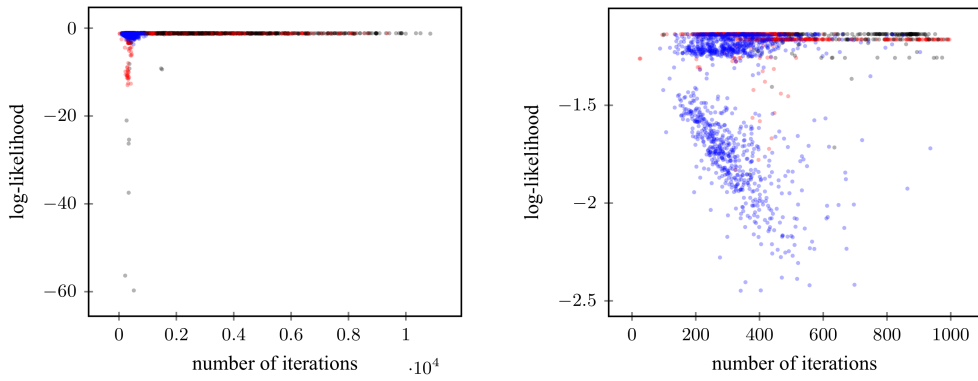 log-likelihood
0
−20
−40
−60
0 0.2 0.4 0.6 0.8 1
number of iterations
·10⁴
log-likelihood
−1.5
−2
−2.5
0 200 400 600 800 1000
number of iterations